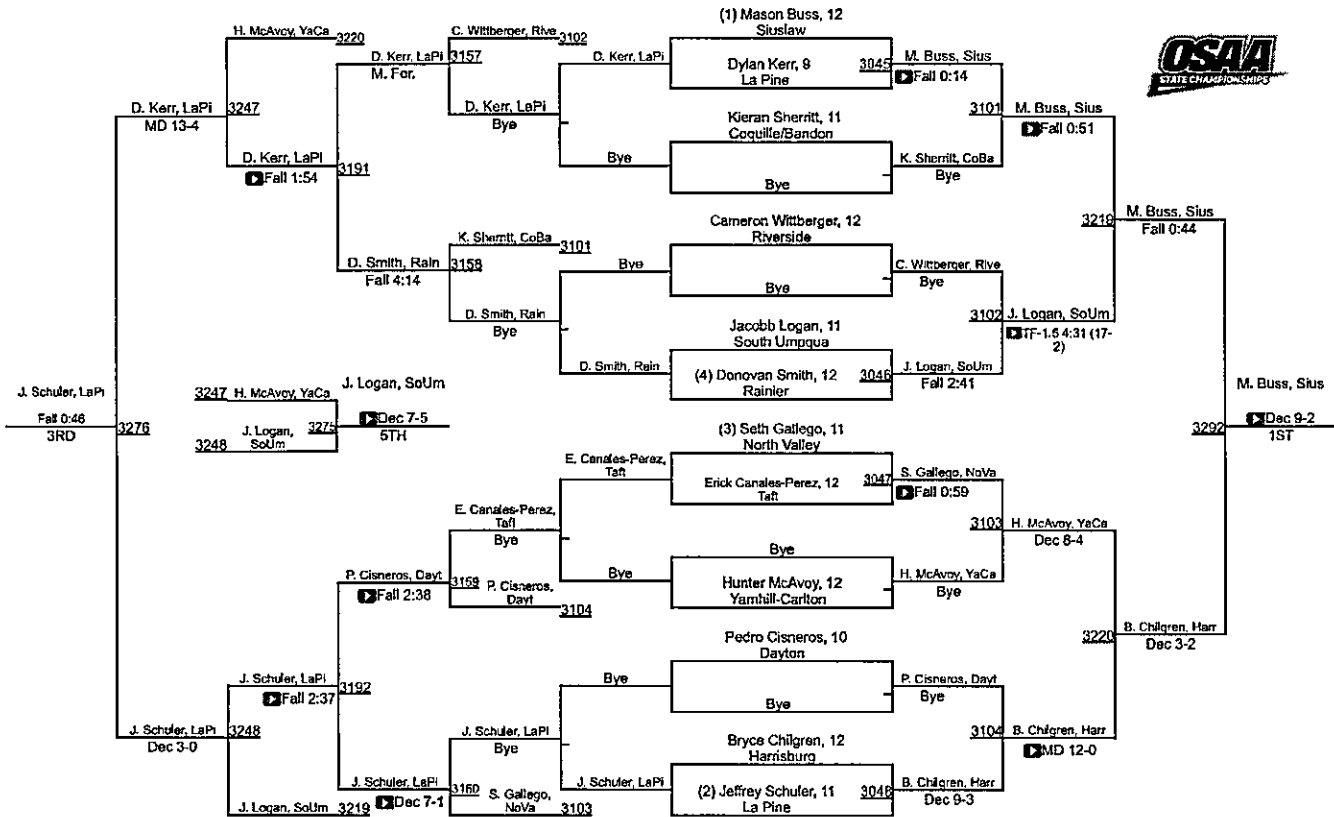 (1) Mason Buss, 12
Siuslaw
Dylan Kerr, 9
La Pine
3045
Kieran Sherritt, 11
Coquille/Bandon
Bye
Cameron Wittberger, 12
Riverside
Bye
Jacobb Logan, 11
South Umpqua
(4) Donovan Smith, 12
Rainier
3046
(3) Seth Gallego, 11
North Valley
Erick Canales-Perez, 12
Taft
3047
Bye
Hunter McAvoy, 12
Yamhill-Carlton
Pedro Cisneros, 10
Dayton
Bye
Bryce Chilgren, 12
Harrisburg
(2) Jeffrey Schuler, 11
La Pine
3048
M. Buss, Sius
Fall 0:14
3101
K. Sherritt, CoBa
Bye
C. Wittberger, Rive
Bye
3102
J. Logan, SoUm
Fall 2:41
S. Gallego, NoVa
Fall 0:59
3103
H. McAvoy, YaCa
Bye
P. Cisneros, Dayt
Bye
3104
B. Chilgren, Harr
Dec 9-3
M. Buss, Sius
Fall 0:51
3219
J. Logan, SoUm
TF-1.5 4:31 (17-
2)
H. McAvoy, YaCa
Dec 8-4
3220
B. Chilgren, Harr
MD 12-0
M. Buss, Sius
Fall 0:44
3292
B. Chilgren, Harr
Dec 3-2
M. Buss, Sius
Dec 9-2
1ST
OSAA
STATE CHAMPIONSHIPS
D. Kerr, LaPi
Bye
Bye
D. Smith, Rain
E. Canales-Perez,
Taft
Bye
Bye
J. Schuler, LaPi
C. Wittberger, Rive
3102
D. Kerr, LaPi
Bye
K. Sherritt, CoBa
3101
D. Smith, Rain
Bye
E. Canales-Perez,
Taft
Bye
P. Cisneros,
Dayt
3104
J. Schuler, LaPi
Bye
S. Gallego,
NoVa
3103
D. Kerr, LaPi
M. For.
3157
D. Smith, Rain
Fall 4:14
3158
P. Cisneros, Dayt
Fall 2:38
3159
J. Schuler, LaPi
Dec 7-1
3160
H. McAvoy, YaCa
3220
D. Kerr, LaPi
Fall 1:54
3191
J. Schuler, LaPi
Fall 2:37
3192
J. Logan, SoUm
3219
D. Kerr, LaPi
MD 13-4
3247
J. Schuler, LaPi
Dec 3-0
3248
J. Schuler, LaPi
Fall 0:46
3RD
3276
3247
H. McAvoy, YaCa
3248
J. Logan,
SoUm
3275
J. Logan, SoUm
Dec 7-5
5TH